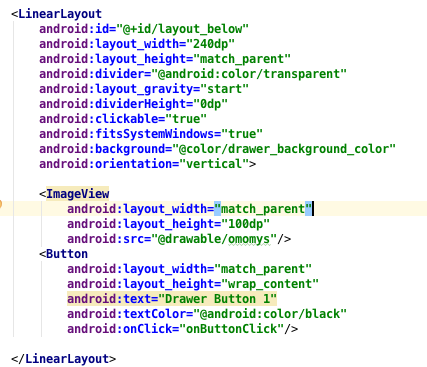 <LinearLayout
    android:id="@+id/layout_below"
    android:layout_width="240dp"
    android:layout_height="match_parent"
    android:divider="@android:color/transparent"
    android:layout_gravity="start"
    android:dividerHeight="0dp"
    android:clickable="true"
    android:fitsSystemWindows="true"
    android:background="@color/drawer_background_color"
    android:orientation="vertical">

    <ImageView
        android:layout_width="match_parent"
        android:layout_height="100dp"
        android:src="@drawable/omomys"/>
    <Button
        android:layout_width="match_parent"
        android:layout_height="wrap_content"
        android:text="Drawer Button 1"
        android:textColor="@android:color/black"
        android:onClick="onButtonClick"/>

</LinearLayout>